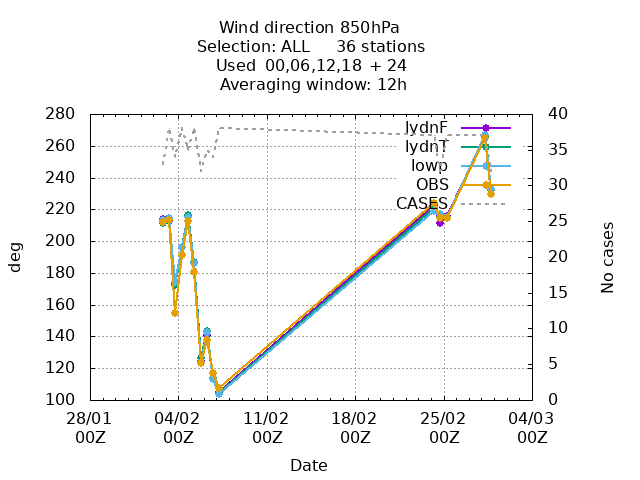 Wind direction 850hPa
Selection: ALL     36 stations
Used  00,06,12,18 + 24
Averaging window: 12h
280
260
240
220
200
180
160
140
120
100
deg
40
35
30
25
20
15
10
5
0
No cases
lydnF
lydnT
lowp
OBS
CASES
28/01 04/02 11/02 18/02 25/02 04/03
00Z 00Z 00Z 00Z 00Z 00Z
Date